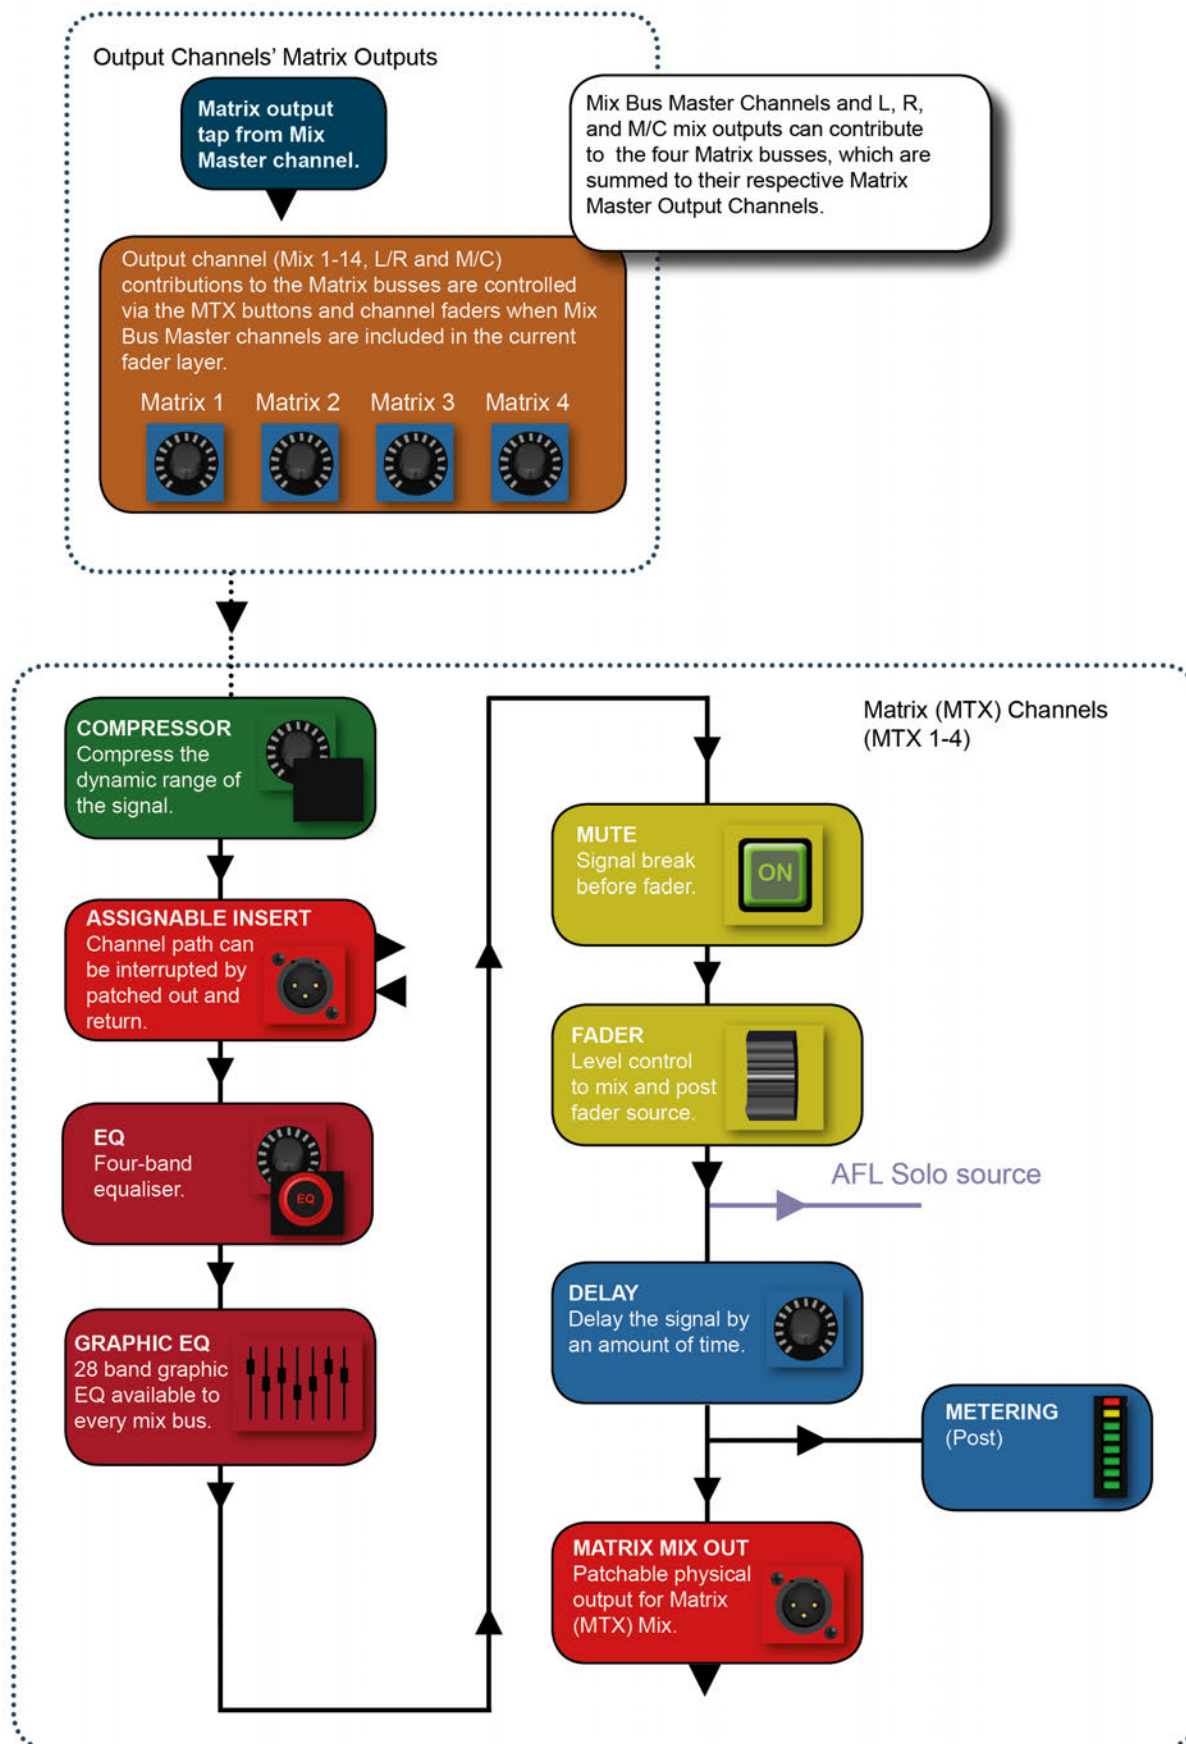 Output Channels' Matrix Outputs
Matrix output
tap from Mix
Master channel.
Mix Bus Master Channels and L, R,
and M/C mix outputs can contribute
to the four Matrix busses, which are
summed to their respective Matrix
Master Output Channels.
Output channel (Mix 1-14, L/R and M/C)
contributions to the Matrix busses are controlled
via the MTX buttons and channel faders when Mix
Bus Master channels are included in the current
fader layer.
Matrix 1 Matrix 2 Matrix 3 Matrix 4
Matrix (MTX) Channels
(MTX 1-4)
COMPRESSOR
Compress the
dynamic range of
the signal.
ASSIGNABLE INSERT
Channel path can
be interrupted by
patched out and
return.
EQ
Four-band
equaliser.
EQ
GRAPHIC EQ
28 band graphic
EQ available to
every mix bus.
MUTE
Signal break
before fader.
ON
FADER
Level control
to mix and post
fader source.
AFL Solo source
DELAY
Delay the signal by
an amount of time.
METERING
(Post)
MATRIX MIX OUT
Patchable physical
output for Matrix
(MTX) Mix.